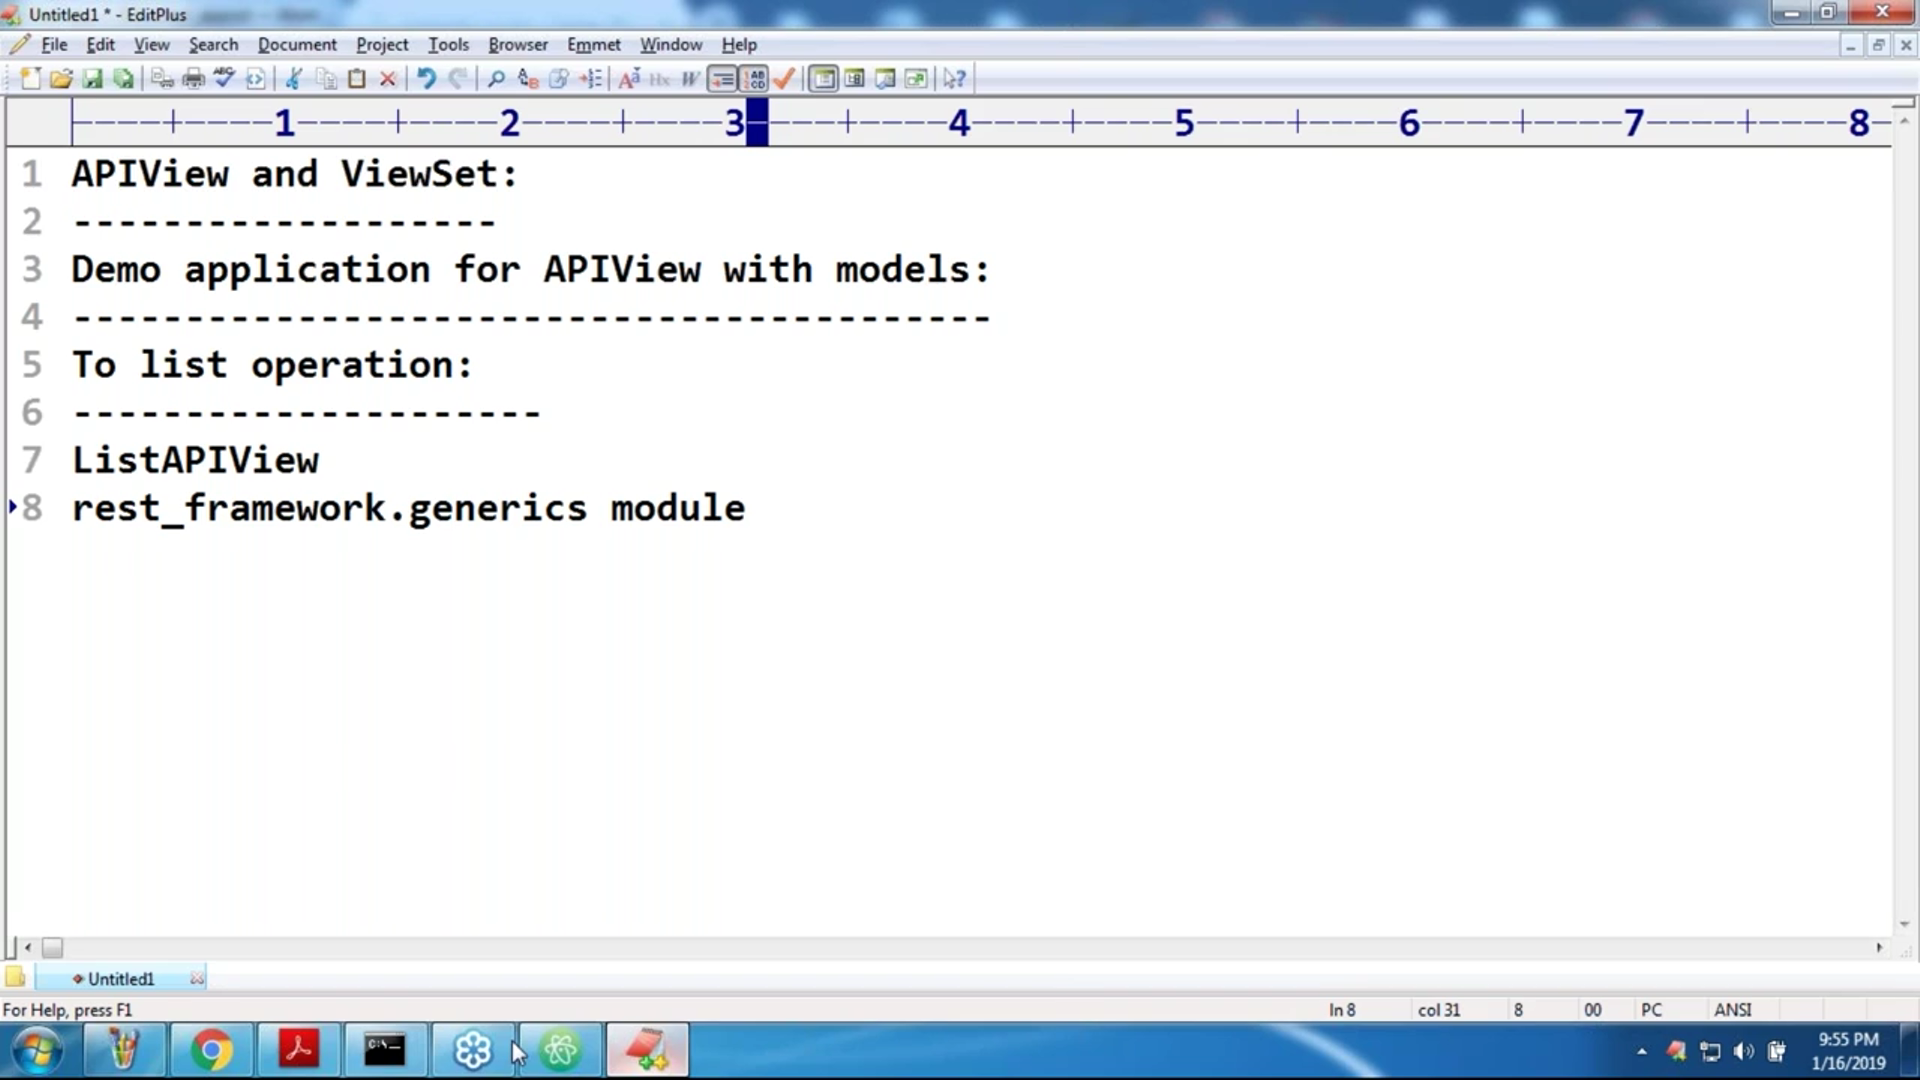 Untitled1 * - EditPlus
File Edit View Search Document Project Tools Browser Emmet Window Help
----+----1----+----2----+----3----+----4----+----5----+----6----+----7----+----8-
1 APIView and ViewSet:
2 -------------------
3 Demo application for APIView with models:
4 -----------------------------------------
5 To list operation:
6 ---------------------
7 ListAPIView
8 rest_framework.generics module
Untitled1
For Help, press F1 ln 8 col 31 8 00 PC ANSI
9:55 PM
1/16/2019